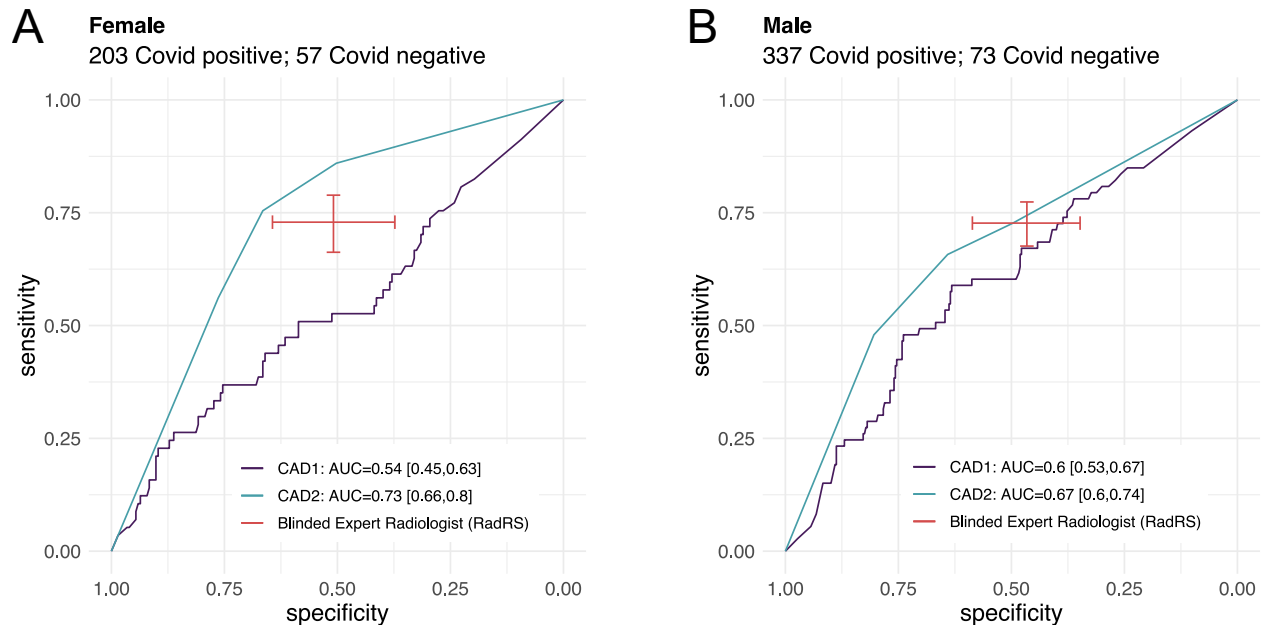 A
Female
203 Covid positive; 57 Covid negative
1.00
0.75
0.50
0.25
0.00
sensitivity
CAD1: AUC=0.54 [0.45,0.63]
CAD2: AUC=0.73 [0.66,0.8]
Blinded Expert Radiologist (RadRS)
1.00 0.75 0.50 0.25 0.00
specificity
B
Male
337 Covid positive; 73 Covid negative
1.00
0.75
0.50
0.25
0.00
sensitivity
CAD1: AUC=0.6 [0.53,0.67]
CAD2: AUC=0.67 [0.6,0.74]
Blinded Expert Radiologist (RadRS)
1.00 0.75 0.50 0.25 0.00
specificity